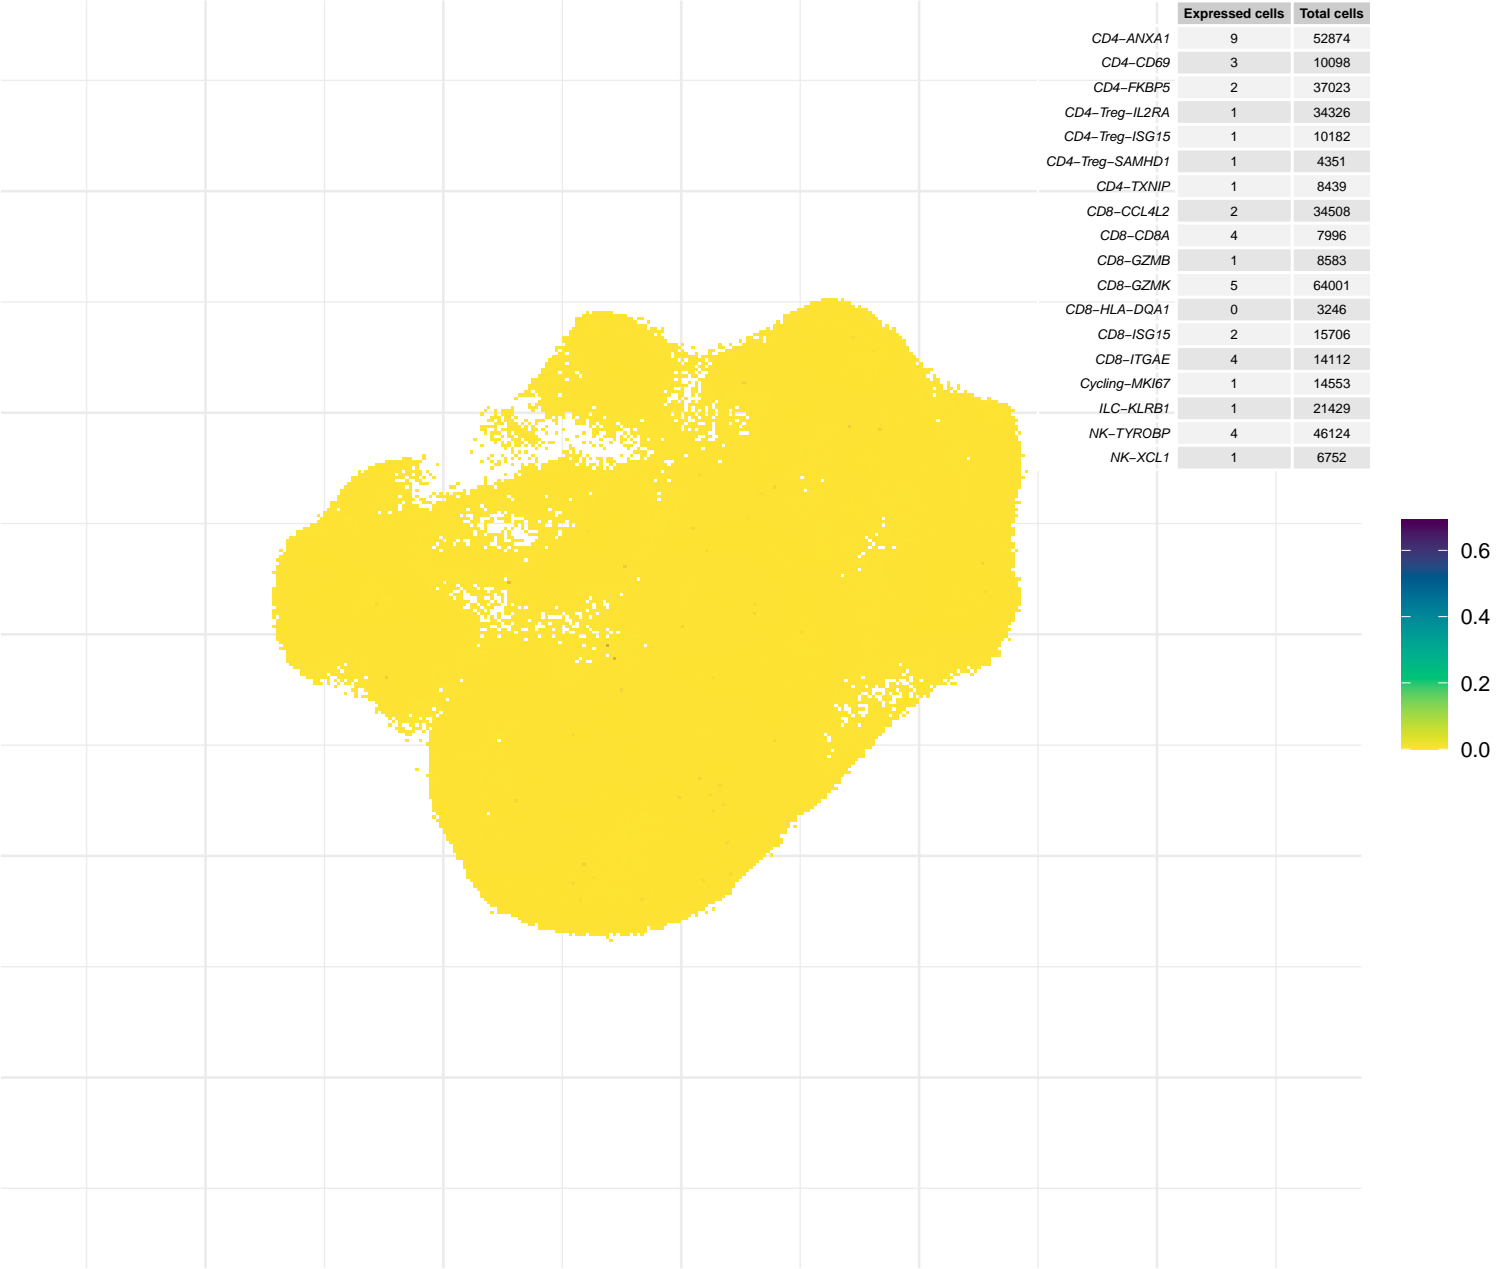 Expressed cells Total cells
CD4−ANXA1 9 52874
CD4−CD69 3 10098
CD4−FKBP5 2 37023
CD4−Treg−IL2RA 1 34326
CD4−Treg−ISG15 1 10182
CD4−Treg−SAMHD1 1 4351
CD4−TXNIP 1 8439
CD8−CCL4L2 2 34508
CD8−CD8A 4 7996
CD8−GZMB 1 8583
CD8−GZMK 5 64001
CD8−HLA−DQA1 0 3246
CD8−ISG15 2 15706
CD8−ITGAE 4 14112
Cycling−MKI67 1 14553
ILC−KLRB1 1 21429
NK−TYROBP 4 46124
NK−XCL1 1 6752
0.6
0.4
0.2
0.0